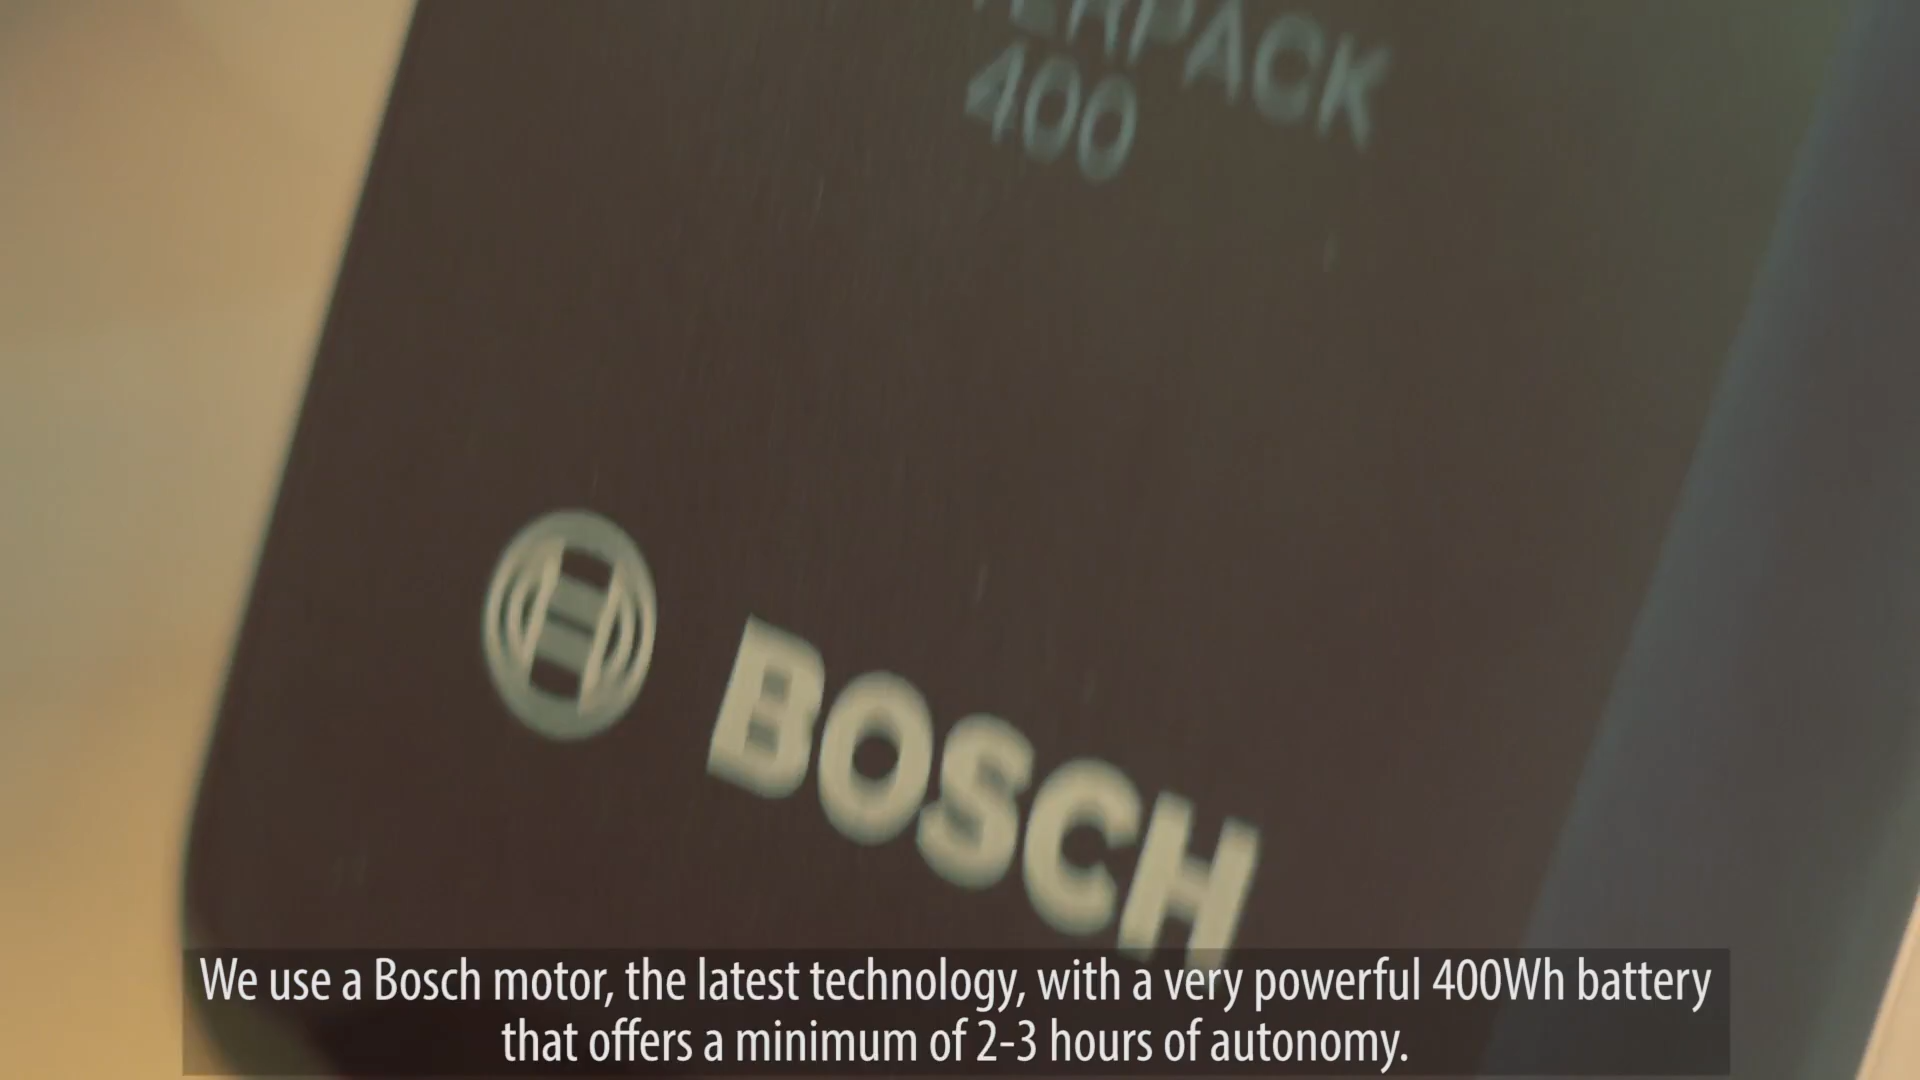 400
BOSCH
We use a Bosch motor, the latest technology, with a very powerful 400Wh battery
that offers a minimum of 2-3 hours of autonomy.